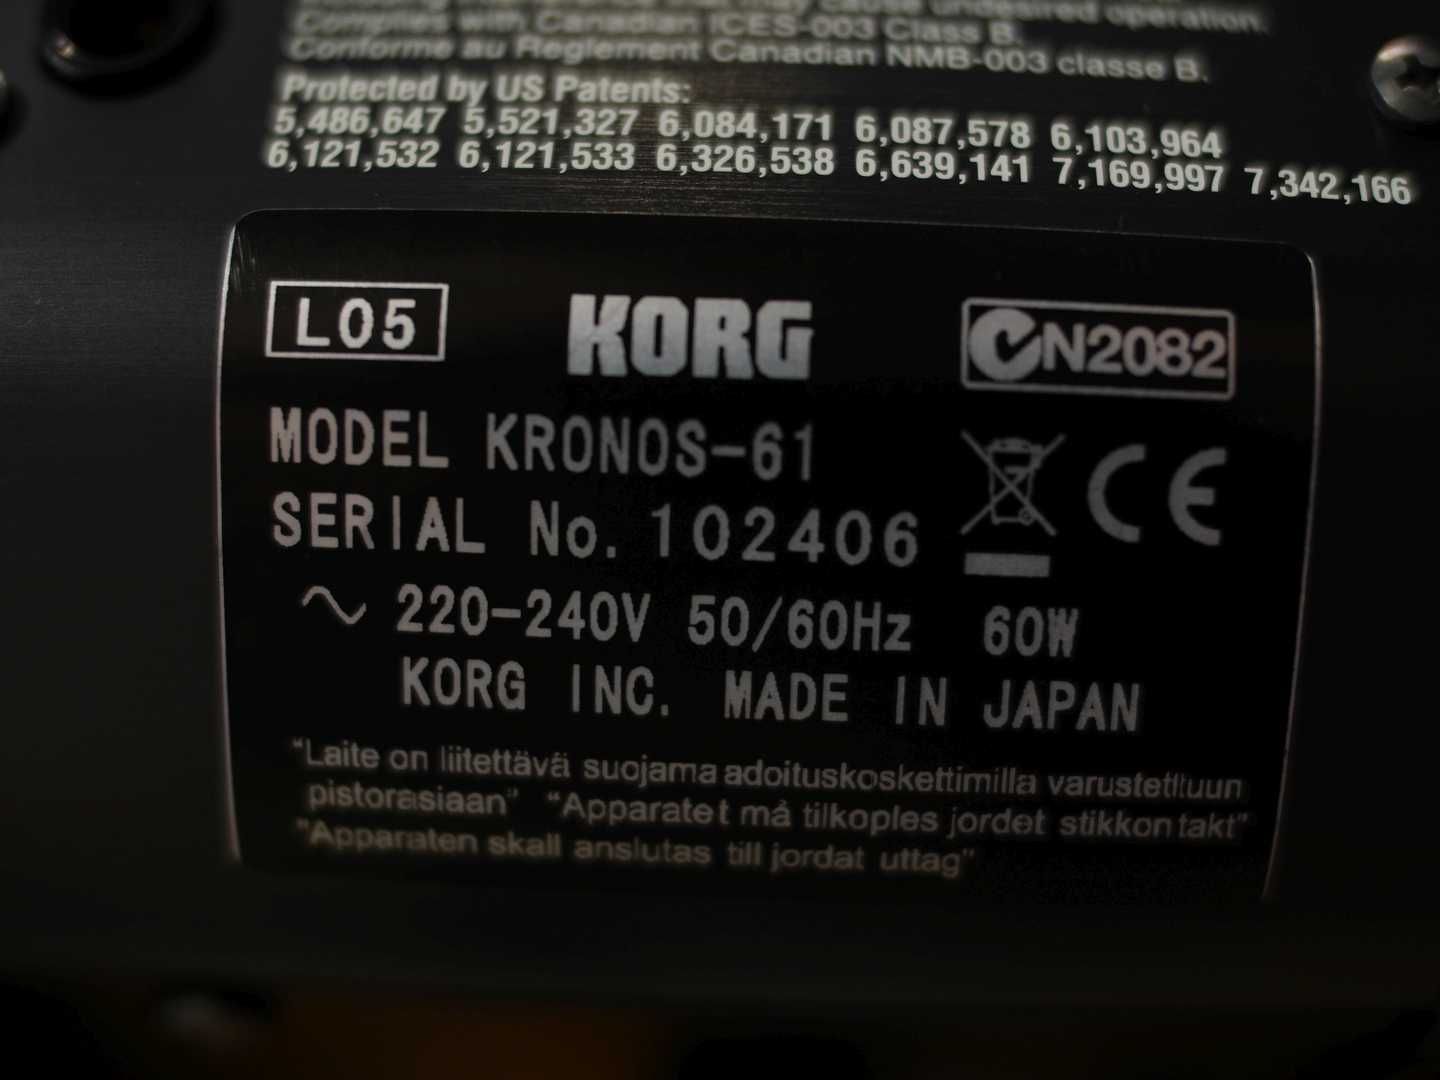 may cause undesired operation.
Complies with Canadian ICES-003 Class B.
Conforme au Reglement Canadian NMB-003 classe B.
Protected by US Patents:
5,486,647 5,521,327 6,084,171 6,087,578 6,103,964
6,121,532 6,121,533 6,326,538 6,639,141 7,169,997 7,342,166
L05 KORG N2082
MODEL KRONOS-61
CE
SERIAL No. 102406
~ 220-240V 50/60Hz 60W
KORG INC. MADE IN JAPAN
"Laite on liitettävä suojamaadoituskoskettimilla varustettuun
pistorasiaan" "Apparatet må tilkoples jordet stikkontakt"
"Apparaten skall anslutas till jordat uttag"